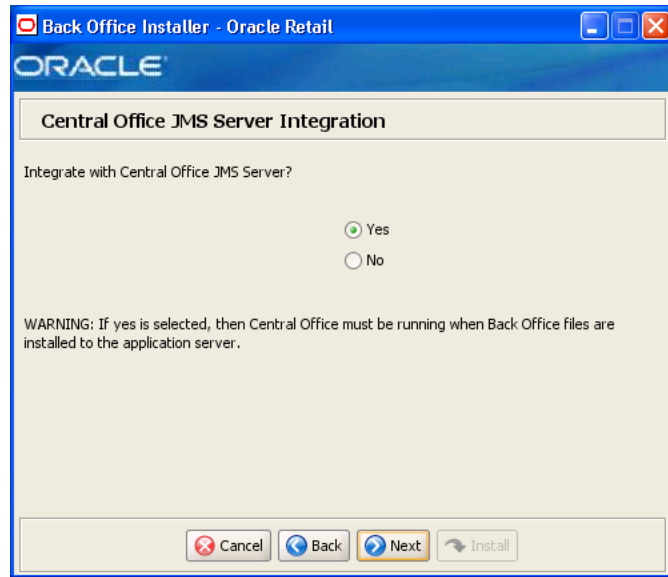 Back Office Installer - Oracle Retail
ORACLE
Central Office JMS Server Integration
Integrate with Central Office JMS Server?
Yes
No
WARNING: If yes is selected, then Central Office must be running when Back Office files are
installed to the application server.
Cancel Back Next Install